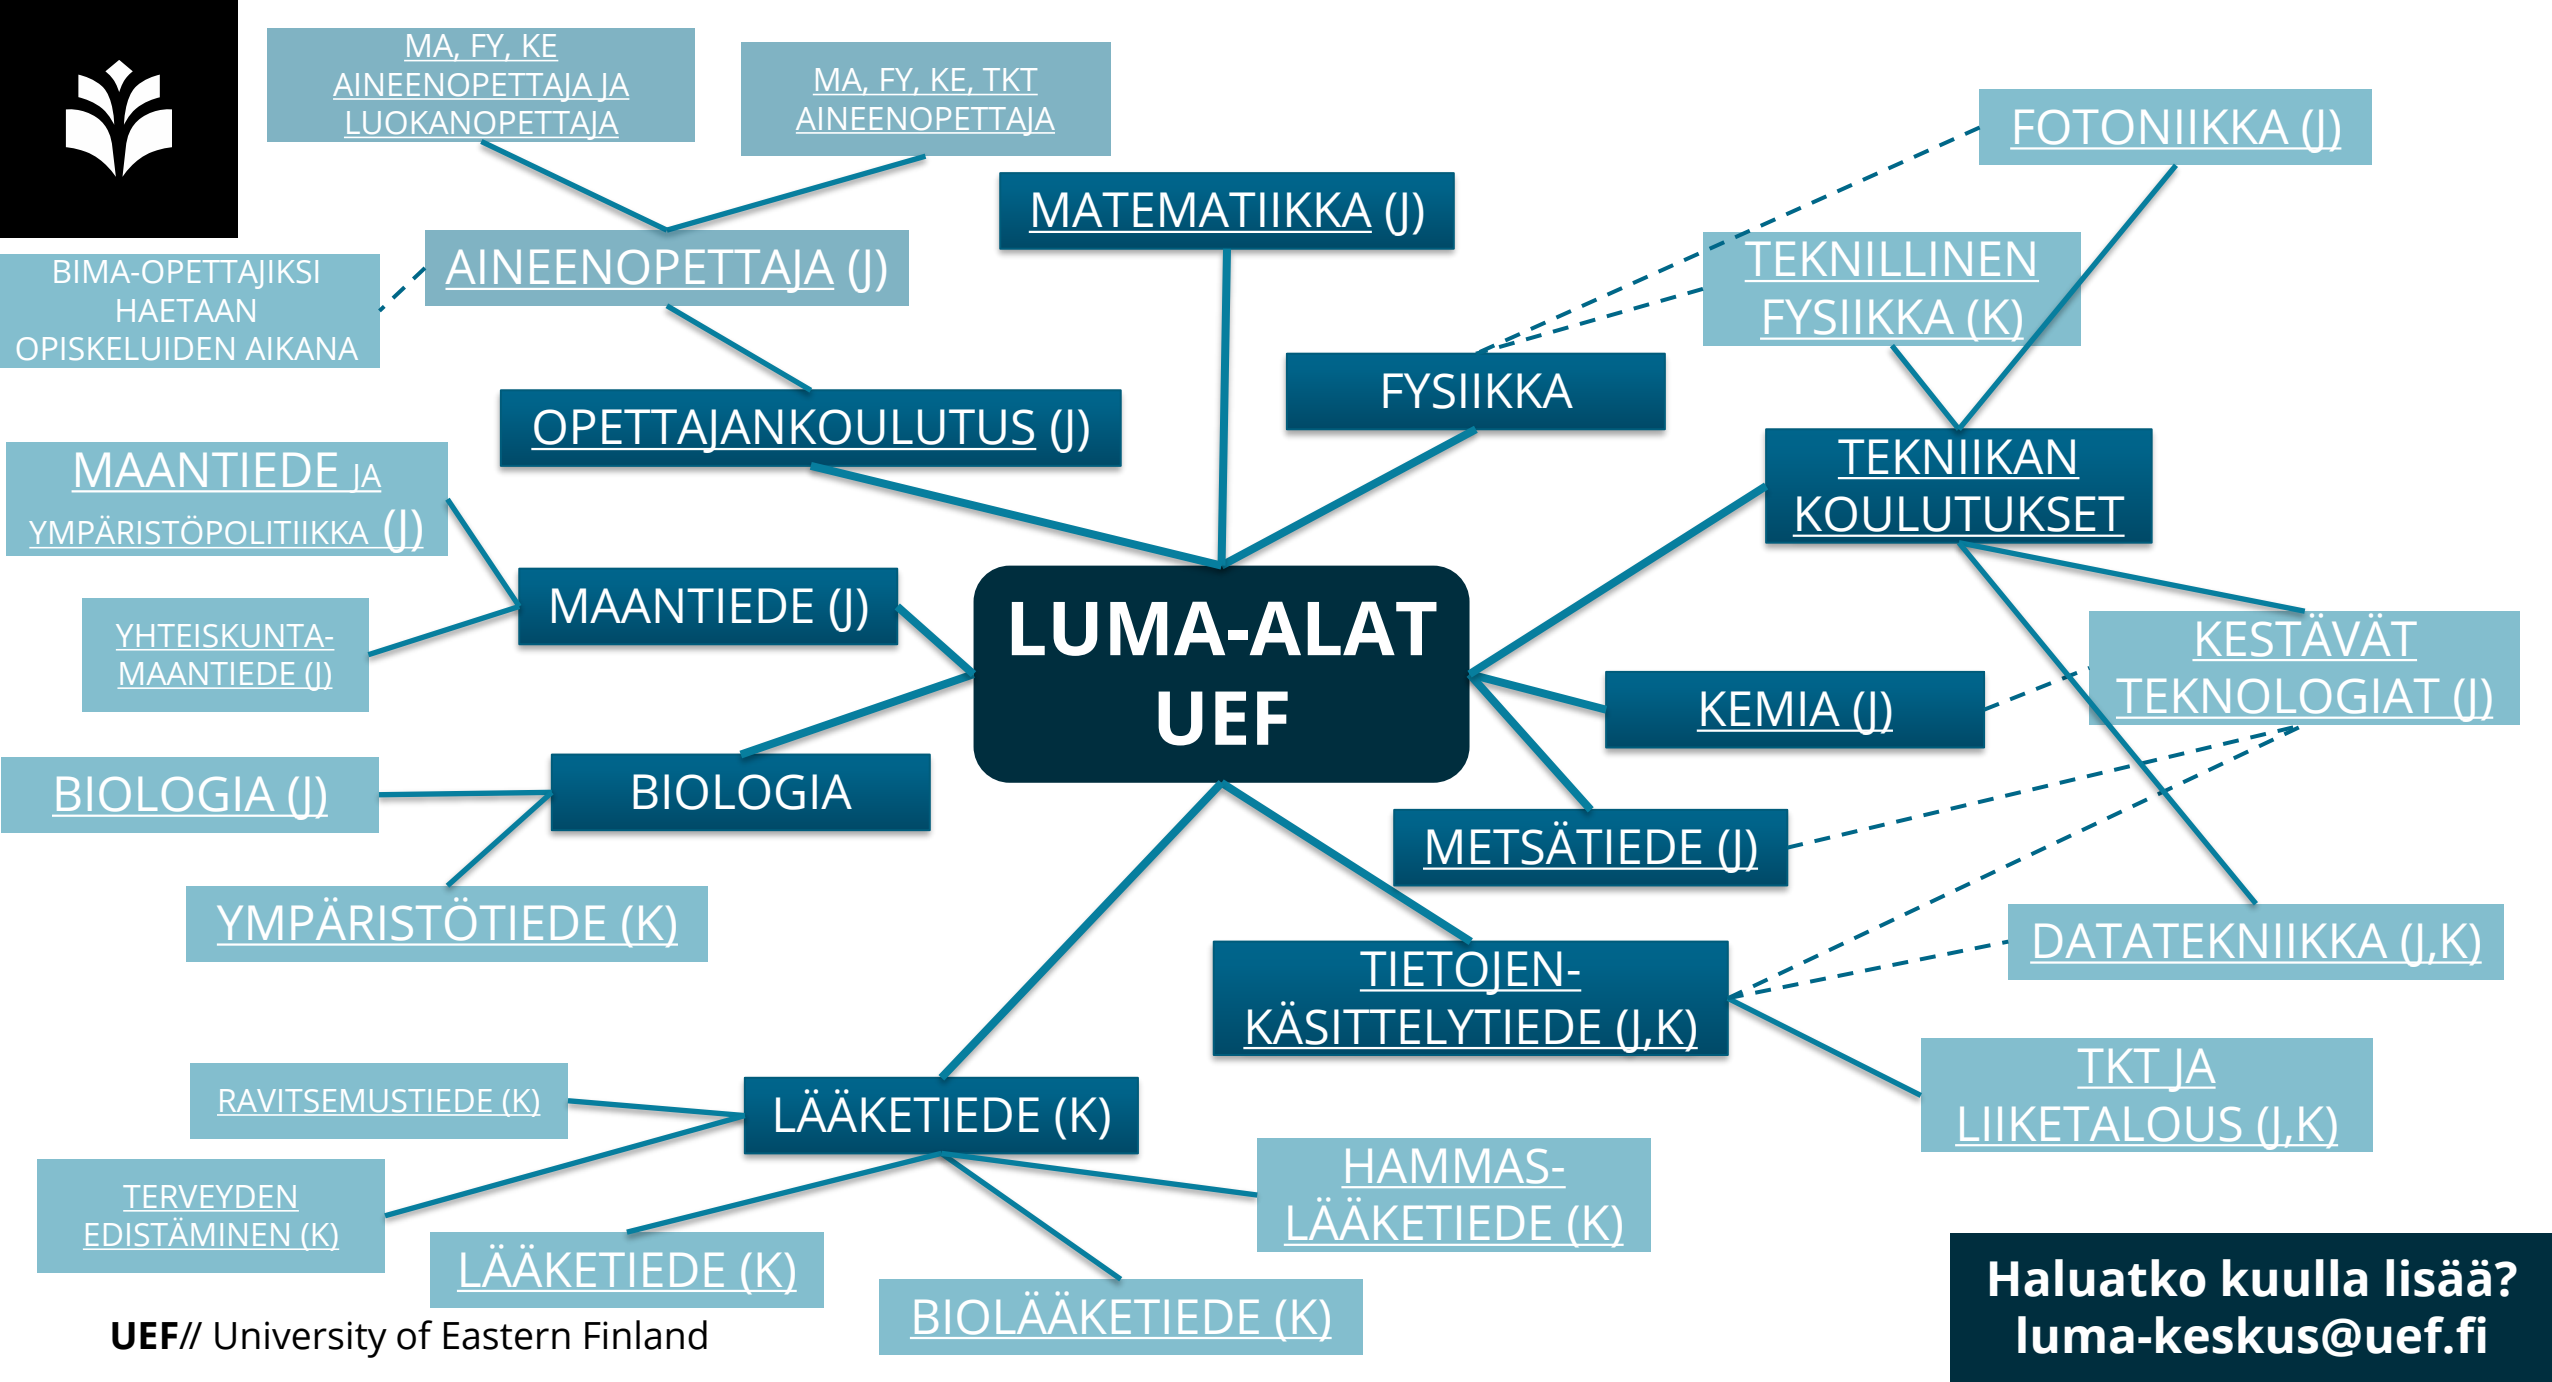 MA, FY, KE
AINEENOPETTAJA JA
LUOKANOPETTAJA
MA, FY, KE, TKT
AINEENOPETTAJA
FOTONIIKKA (J)
MATEMATIIKKA (J)
AINEENOPETTAJA (J)
TEKNILLINEN
FYSIIKKA (K)
BIMA-OPETTAJIKSI
HAETAAN
OPISKELUIDEN AIKANA
FYSIIKKA
OPETTAJANKOULUTUS (J)
TEKNIIKAN
KOULUTUKSET
MAANTIEDE JA
YMPÄRISTÖPOLITIIKKA (J)
MAANTIEDE (J)
YHTEISKUNTA-
MAANTIEDE (J)
LUMA-ALAT
UEF
KESTÄVÄT
TEKNOLOGIAT (J)
KEMIA (J)
BIOLOGIA (J)
BIOLOGIA
METSÄTIEDE (J)
YMPÄRISTÖTIEDE (K)
TIETOJEN-
KÄSITTELYTIEDE (J,K)
DATATEKNIIKKA (J,K)
TKT JA
LIIKETALOUS (J,K)
RAVITSEMUSTIEDE (K)
LÄÄKETIEDE (K)
TERVEYDEN
EDISTÄMINEN (K)
HAMMAS-
LÄÄKETIEDE (K)
LÄÄKETIEDE (K)
BIOLÄÄKETIEDE (K)
UEF// University of Eastern Finland
Haluatko kuulla lisää?
luma-keskus@uef.fi